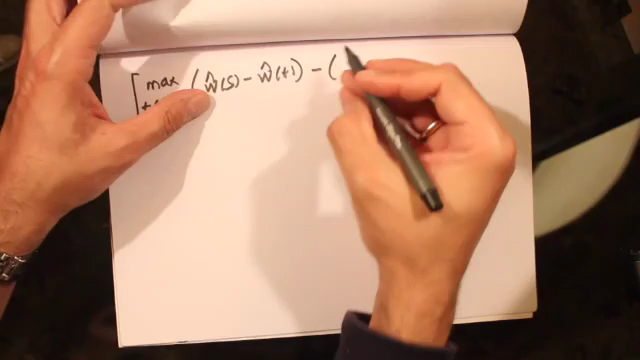 [ max (ŵ(s) - ŵ(t)) - (